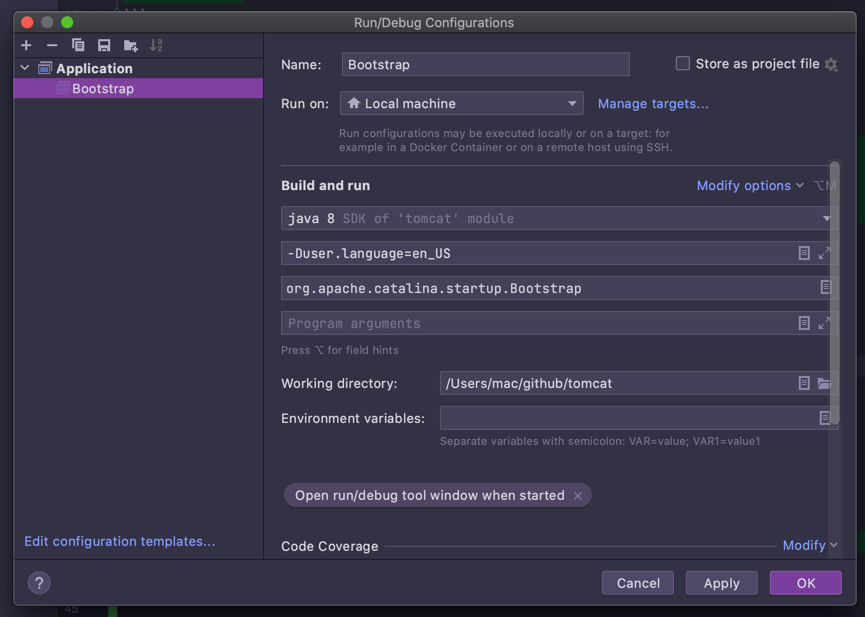 Run/Debug Configurations
Application
Bootstrap
Name: Bootstrap Store as project file
Run on: Local machine Manage targets...
Run configurations may be executed locally or on a target: for
example in a Docker Container or on a remote host using SSH.
Build and run Modify options ⌥M
java 8 SDK of 'tomcat' module
-Duser.language=en_US
org.apache.catalina.startup.Bootstrap
Program arguments
Press ⌥ for field hints
Working directory: /Users/mac/github/tomcat
Environment variables:
Separate variables with semicolon: VAR=value; VAR1=value1
Open run/debug tool window when started ×
Edit configuration templates...
Code Coverage Modify
? Cancel Apply OK
45